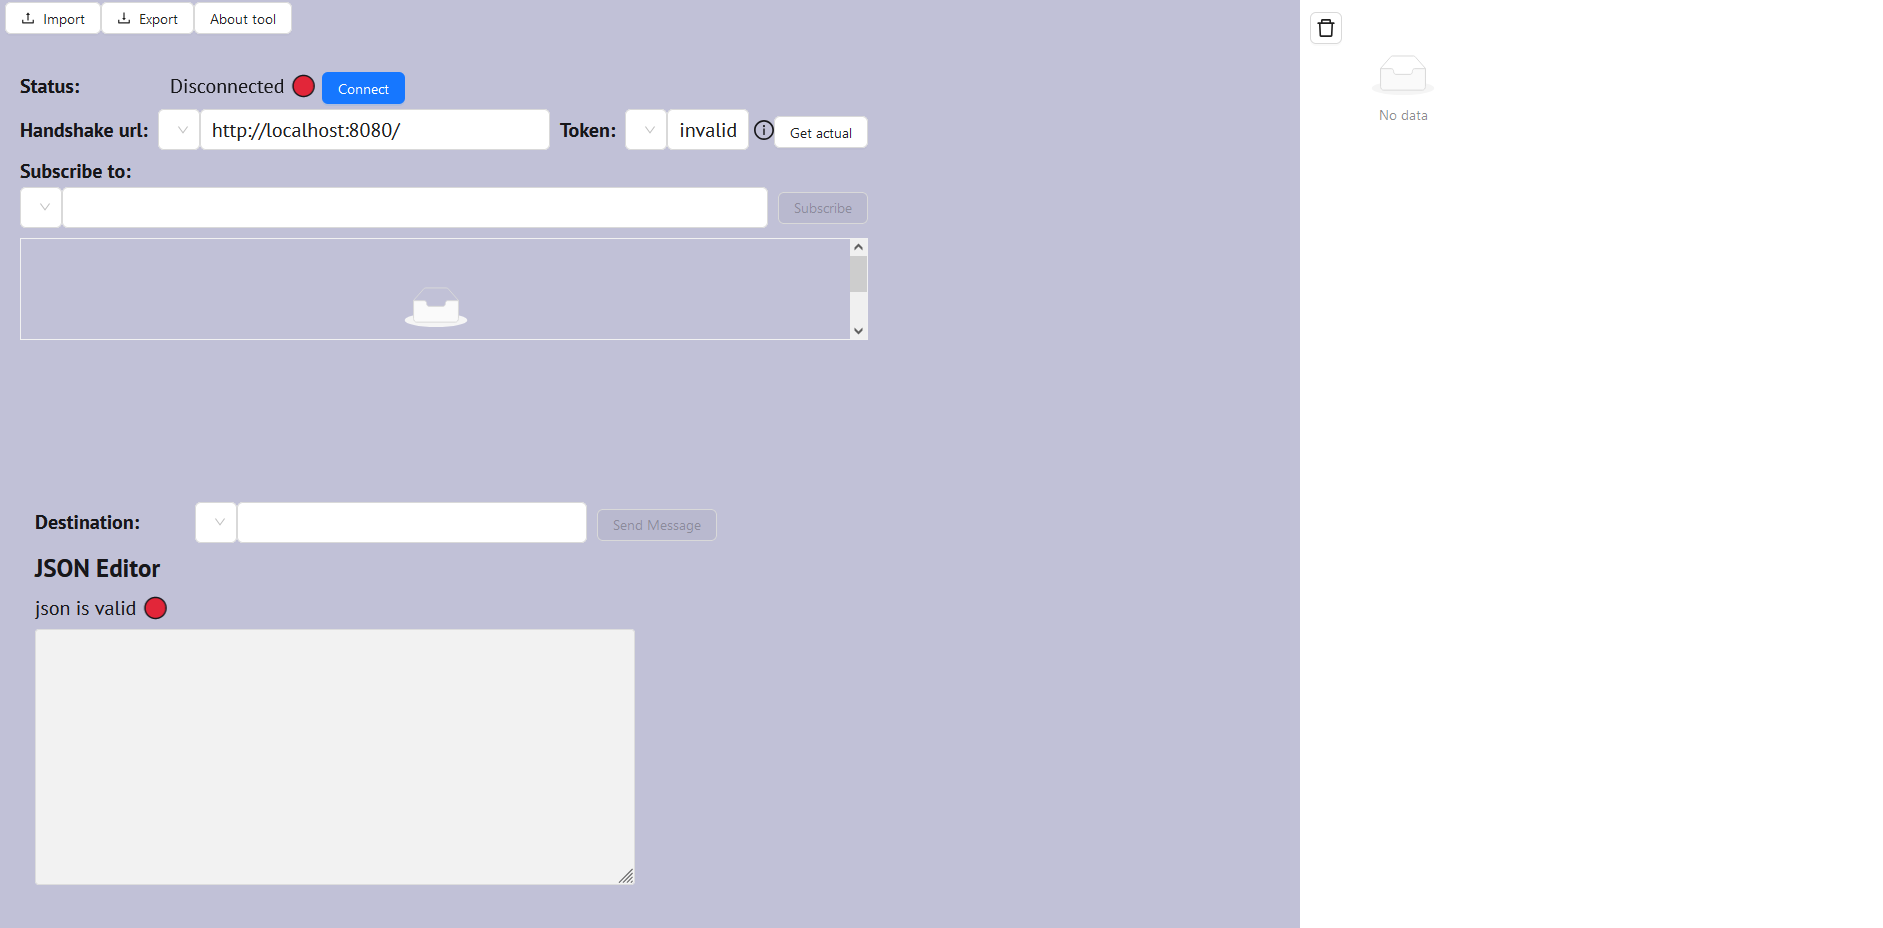 Import Export About tool
Status: Disconnected Connect
Handshake url: http://localhost:8080/ Token: invalid Get actual
Subscribe to:
Subscribe
Destination: Send Message
JSON Editor
json is valid
No data